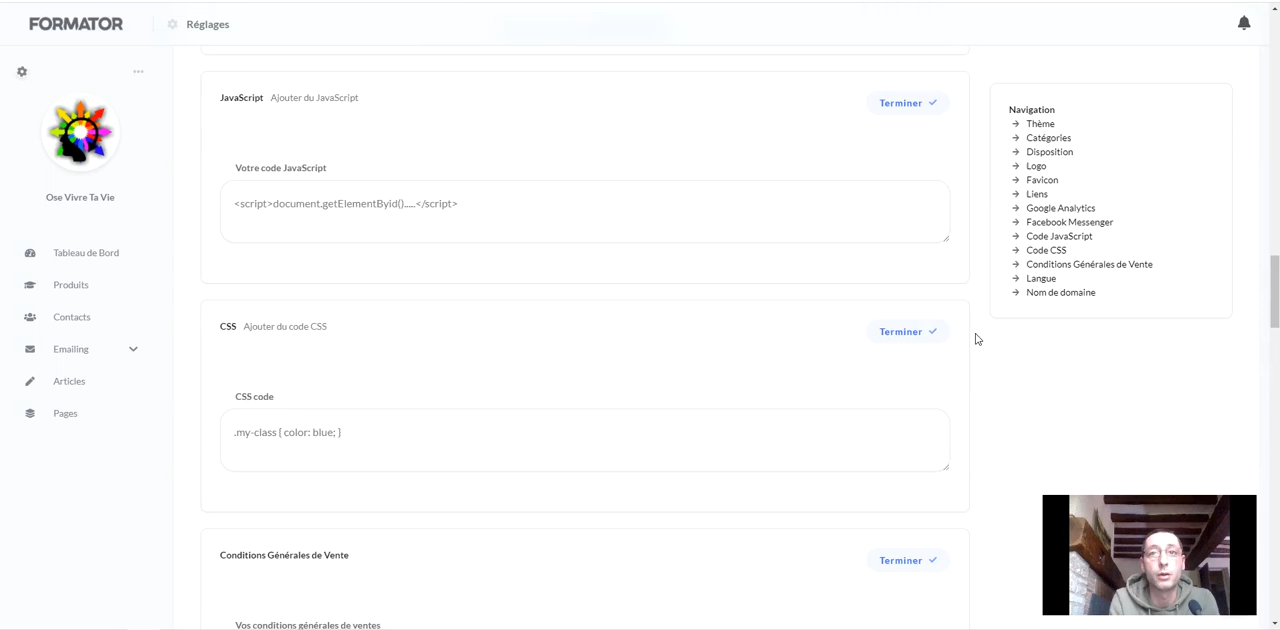 FORMATOR
Réglages
Ose Vivre Ta Vie
Tableau de Bord
Produits
Contacts
Emailing
Articles
Pages
JavaScript Ajouter du JavaScript
Terminer
Votre code JavaScript
<script>document.getElementByid().....</script>
CSS Ajouter du code CSS
Terminer
CSS code
.my-class { color: blue; }
Conditions Générales de Vente
Terminer
Vos conditions générales de ventes
Navigation
Thème
Catégories
Disposition
Logo
Favicon
Liens
Google Analytics
Facebook Messenger
Code JavaScript
Code CSS
Conditions Générales de Vente
Langue
Nom de domaine